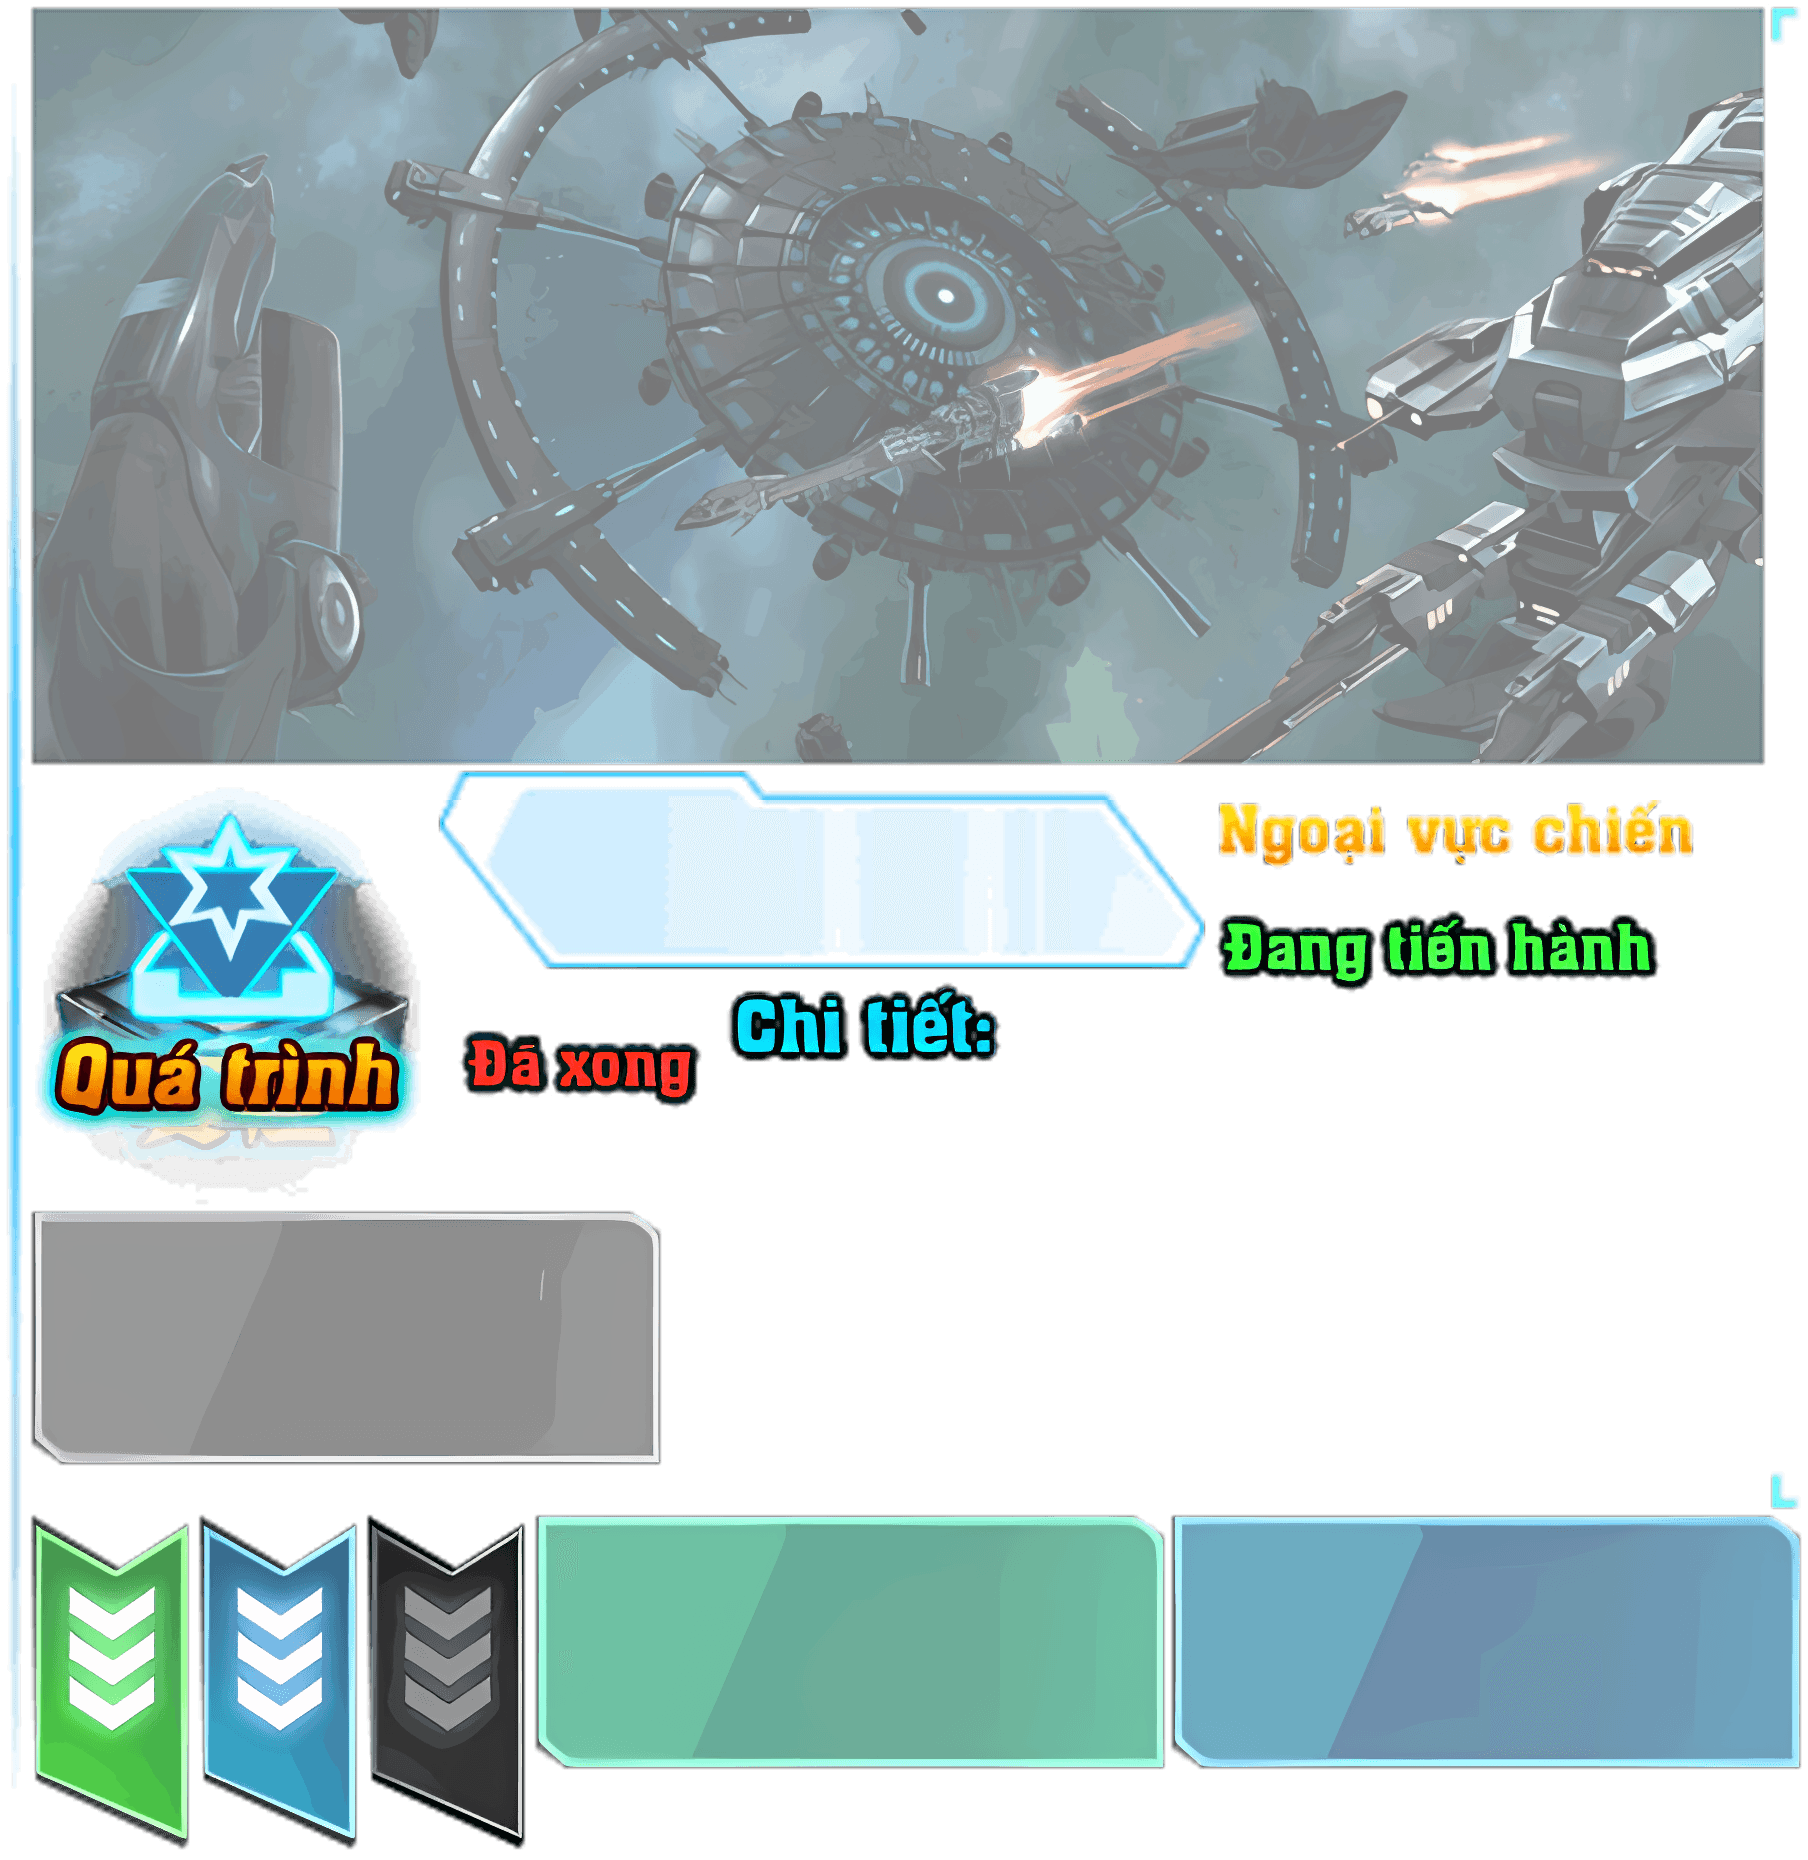 Ngoại vực chiến
Đang tiến hành
Chi tiết:
Quá trình
Đã xong